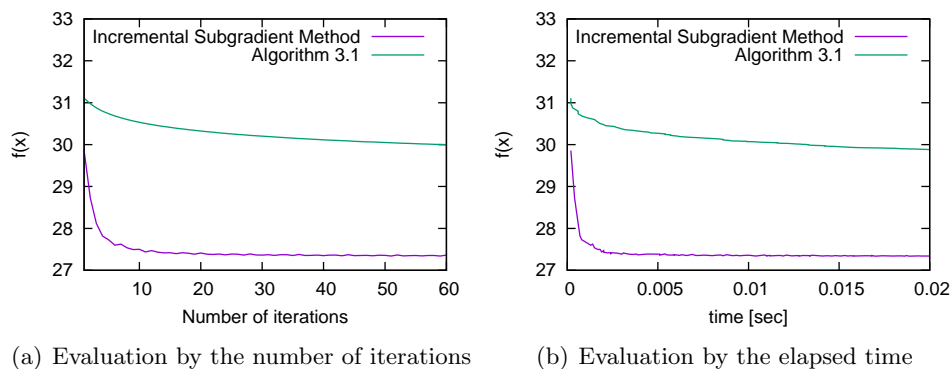 33
32
31
30
29
28
27
f(x)
Incremental Subgradient Method
Algorithm 3.1
10 20 30 40 50 60
Number of iterations
(a) Evaluation by the number of iterations
33
32
31
30
29
28
27
f(x)
Incremental Subgradient Method
Algorithm 3.1
0 0.005 0.01 0.015 0.02
time [sec]
(b) Evaluation by the elapsed time